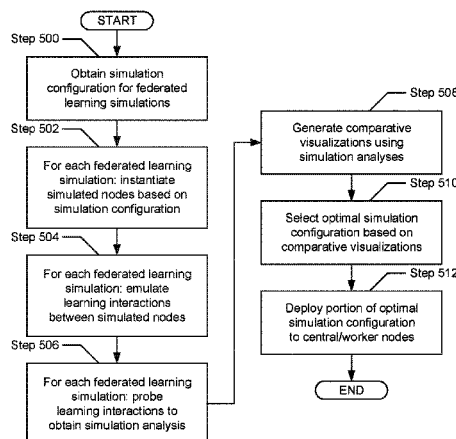 START
Step 500
Obtain simulation
configuration for federated
learning simulations
Step 502
For each federated learning
simulation: instantiate
simulated nodes based on
simulation configuration
Step 504
For each federated learning
simulation: emulate
learning interactions
between simulated nodes
Step 506
For each federated learning
simulation: probe
learning interactions to
obtain simulation analysis
Step 508
Generate comparative
visualizations using
simulation analyses
Step 510
Select optimal simulation
configuration based on
comparative visualizations
Step 512
Deploy portion of optimal
simulation configuration
to central/worker nodes
END